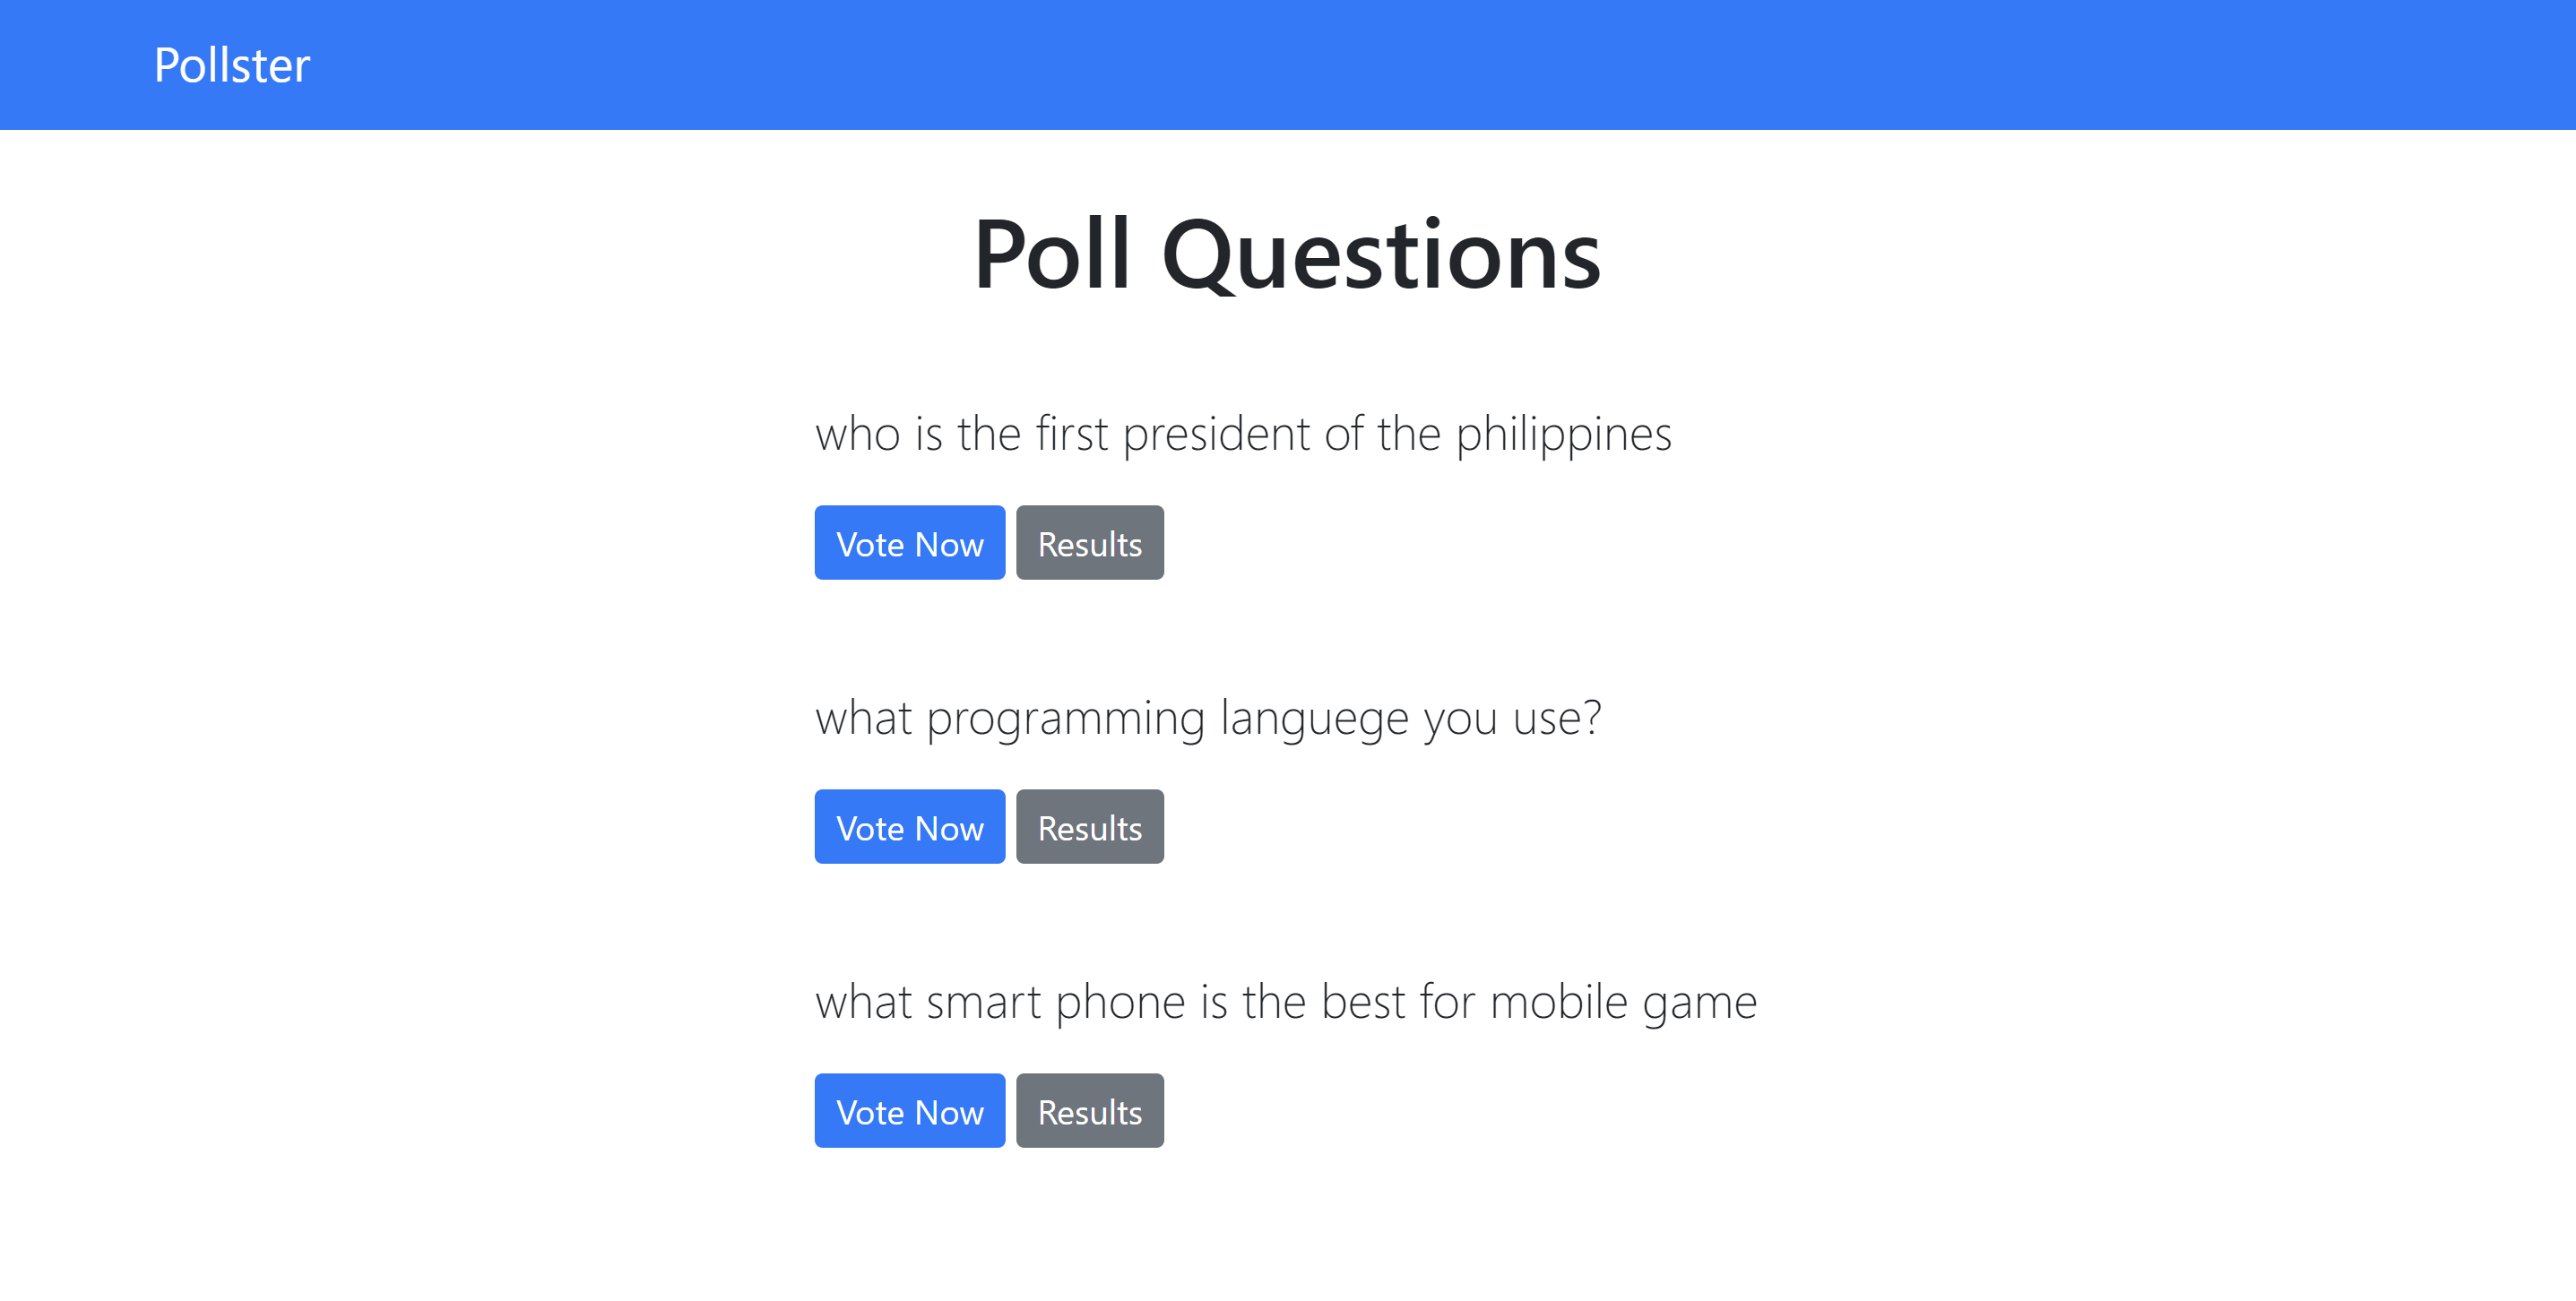 Pollster
Poll Questions
who is the first president of the philippines
Vote Now Results
what programming languege you use?
Vote Now Results
what smart phone is the best for mobile game
Vote Now Results